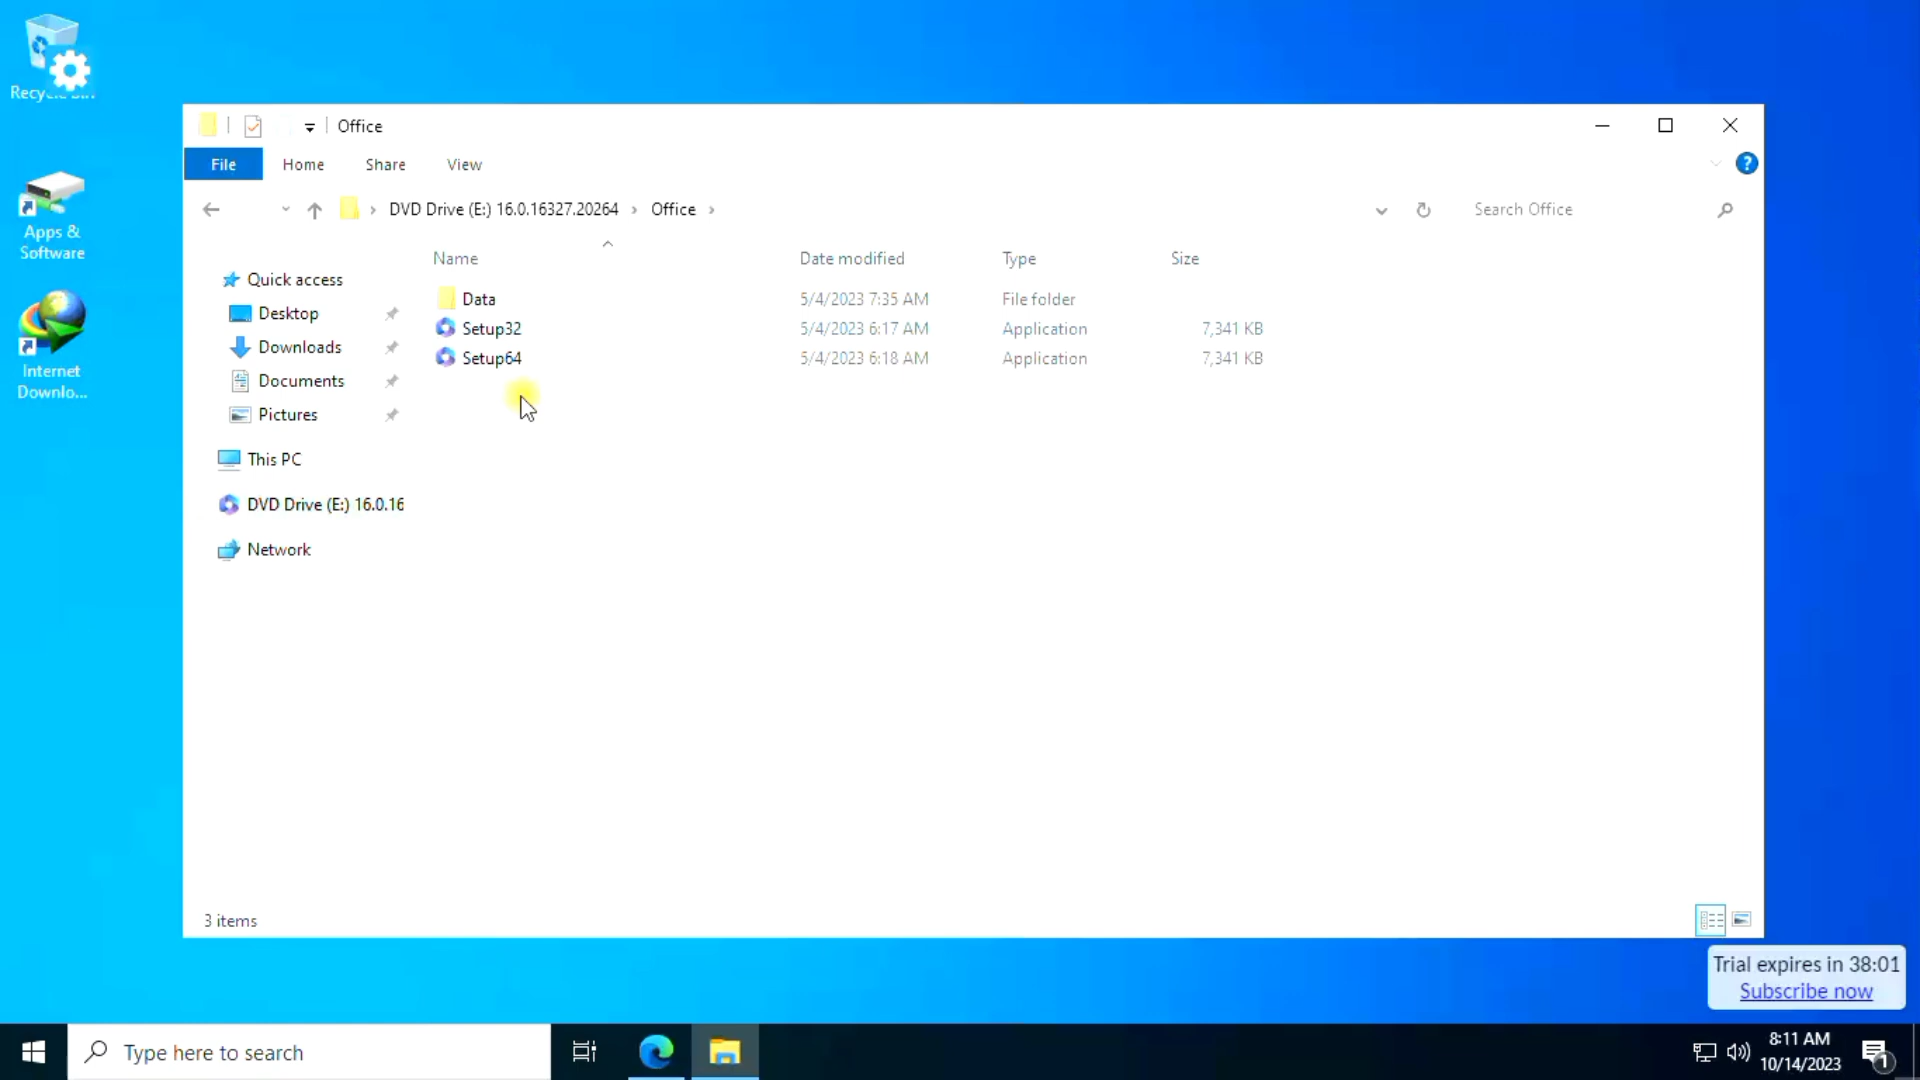 Office
File Home Share View
DVD Drive (E:) 16.0.16327.20264 › Office ›
Search Office
Name Date modified Type Size
Quick access
Desktop
Downloads
Documents
Pictures
This PC
DVD Drive (E:) 16.0.16
Network
Data 5/4/2023 7:35 AM File folder
Setup32 5/4/2023 6:17 AM Application 7,341 KB
Setup64 5/4/2023 6:18 AM Application 7,341 KB
3 items
Apps &
Software
Internet
Downlo...
Trial expires in 38:01
Subscribe now
Type here to search
8:11 AM
10/14/2023
1